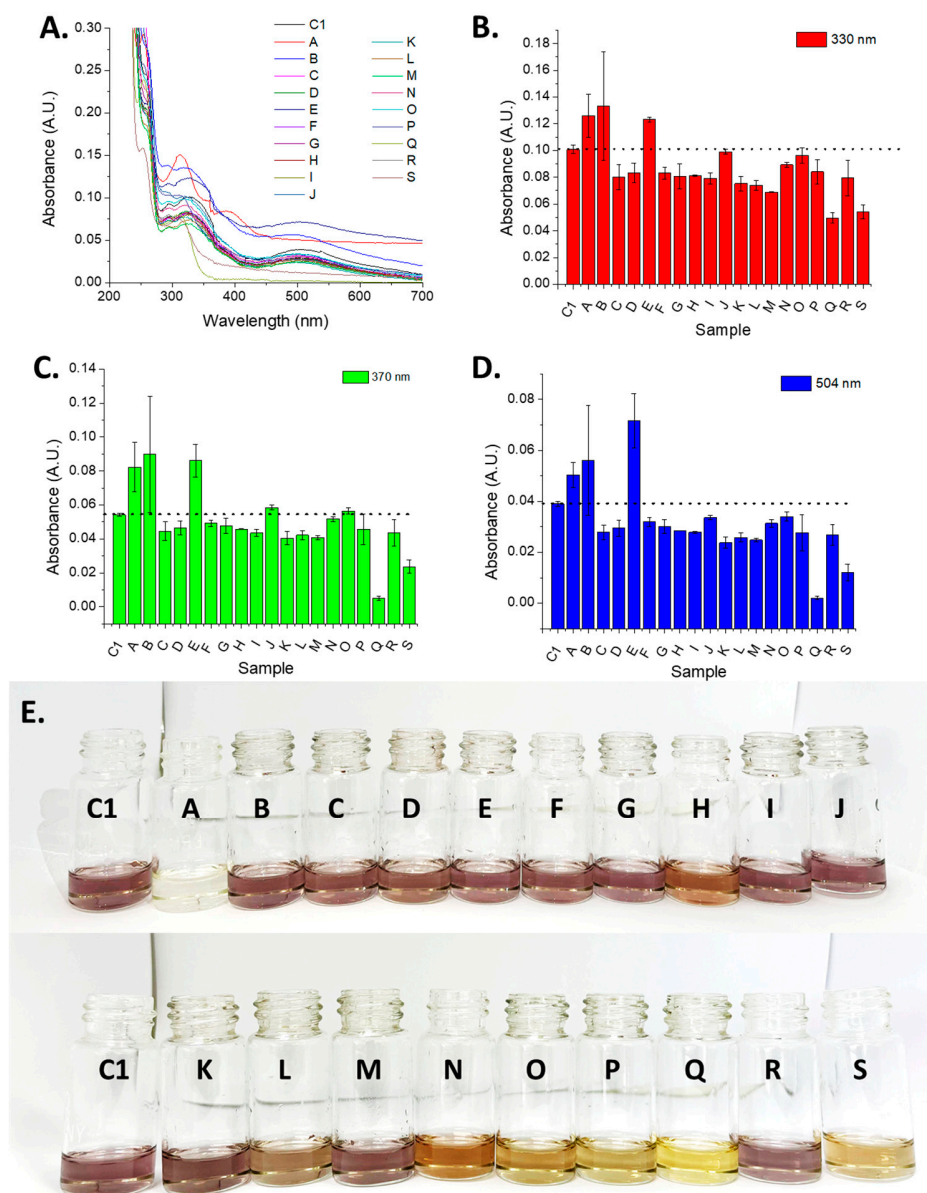 A.
Absorbance (A.U.)
0.30
0.25
0.20
0.15
0.10
0.05
0.00
200 300 400 500 600 700
Wavelength (nm)
C1
A
B
C
D
E
F
G
H
I
J
K
L
M
N
O
P
Q
R
S
B.
330 nm
Absorbance (A.U.)
0.18
0.16
0.14
0.12
0.10
0.08
0.06
0.04
0.02
0.00
C1 A B C D E F G H I J K L M N O P Q R S
Sample
C.
370 nm
Absorbance (A.U.)
0.14
0.12
0.10
0.08
0.06
0.04
0.02
0.00
C1 A B C D E F G H I J K L M N O P Q R S
Sample
D.
504 nm
Absorbance (A.U.)
0.08
0.06
0.04
0.02
0.00
C1 A B C D E F G H I J K L M N O P Q R S
Sample
E.
C1 A B C D E F G H I J
C1 K L M N O P Q R S